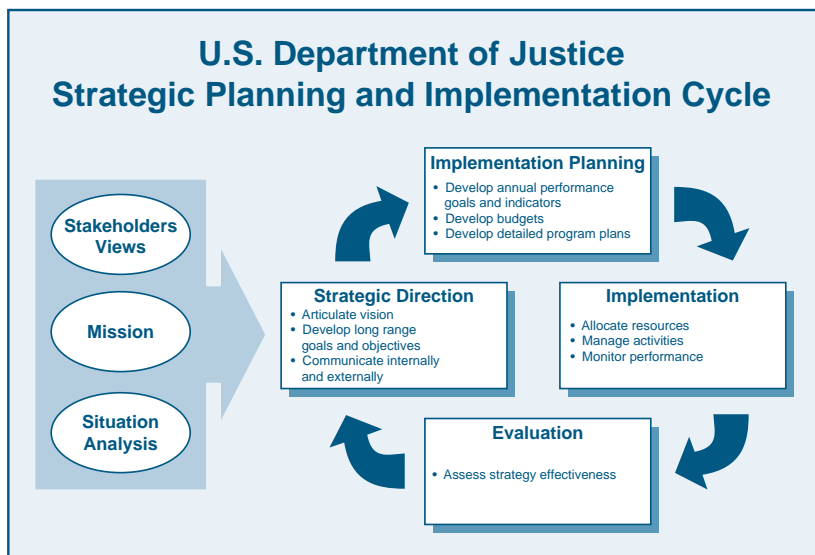 U.S. Department of Justice
Strategic Planning and Implementation Cycle
Stakeholders
Views
Mission
Situation
Analysis
Strategic Direction
• Articulate vision
• Develop long range
goals and objectives
• Communicate internally
and externally
Implementation Planning
• Develop annual performance
goals and indicators
• Develop budgets
• Develop detailed program plans
Implementation
• Allocate resources
• Manage activities
• Monitor performance
Evaluation
• Assess strategy effectiveness